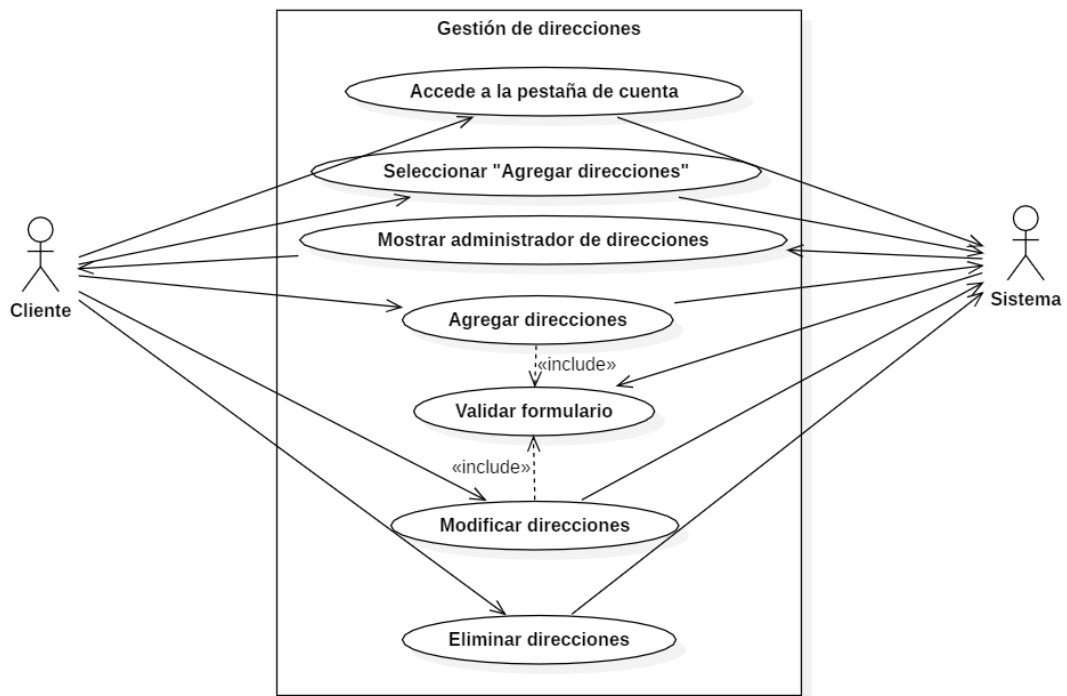 Gestión de direcciones
Accede a la pestaña de cuenta
Seleccionar "Agregar direcciones"
Mostrar administrador de direcciones
Cliente
Sistema
Agregar direcciones
«include»
Validar formulario
«include»
Modificar direcciones
Eliminar direcciones